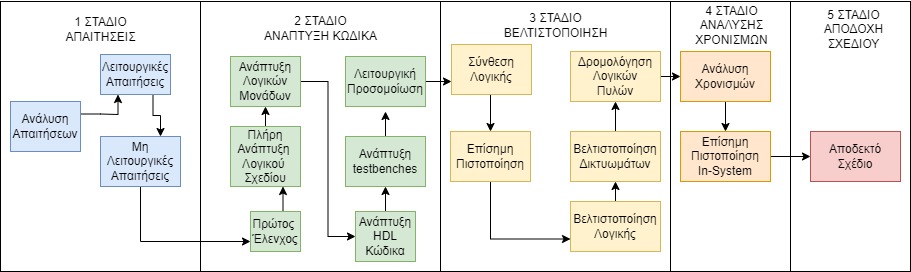 1 ΣΤΑΔΙΟ
ΑΠΑΙΤΗΣΕΙΣ
Ανάλυση
Απαιτήσεων
Λειτουργικές
Απαιτήσεις
Μη
Λειτουργικές
Απαιτήσεις
2 ΣΤΑΔΙΟ
ΑΝΑΠΤΥΞΗ ΚΩΔΙΚΑ
Πρώτος
Έλενχος
Πλήρη
Ανάπτυξη
Λογικού
Σχεδίου
Ανάπτυξη
Λογικών
Μονάδων
Ανάπτυξη
HDL
Κώδικα
Ανάπτυξη
testbenches
Λειτουργική
Προσομοίωση
3 ΣΤΑΔΙΟ
ΒΕΛΤΙΣΤΟΠΟΙΗΣΗ
Σύνθεση
Λογικής
Επίσημη
Πιστοποίηση
Βελτιστοποίηση
Λογικής
Βελτιστοποίηση
Δικτυωμάτων
Δρομολόγηση
Λογικών
Πυλών
4 ΣΤΑΔΙΟ
ΑΝΑΛΥΣΗΣ
ΧΡΟΝΙΣΜΩΝ
Ανάλυση
Χρονισμών
Επίσημη
Πιστοποίηση
In-System
5 ΣΤΑΔΙΟ
ΑΠΟΔΟΧΗ
ΣΧΕΔΙΟΥ
Αποδεκτό
Σχέδιο